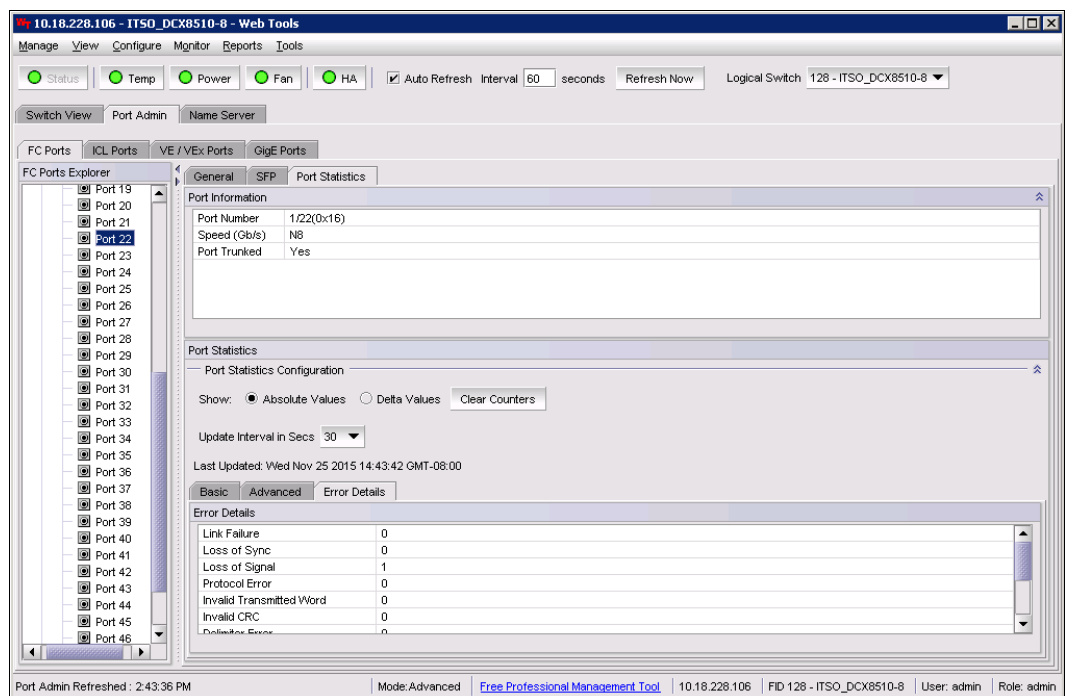 10.18.228.106 - ITSO_DCX8510-8 - Web Tools
Manage View Configure Monitor Reports Tools
Status Temp Power Fan HA Auto Refresh Interval 60 seconds Refresh Now Logical Switch 128 - ITSO_DCX8510-8
Switch View Port Admin Name Server
FC Ports ICL Ports VE / VEx Ports GigE Ports
FC Ports Explorer
Port 19
Port 20
Port 21
Port 22
Port 23
Port 24
Port 25
Port 26
Port 27
Port 28
Port 29
Port 30
Port 31
Port 32
Port 33
Port 34
Port 35
Port 36
Port 37
Port 38
Port 39
Port 40
Port 41
Port 42
Port 43
Port 44
Port 45
Port 46
General SFP Port Statistics
Port Information
Port Number 1/22(0x16)
Speed (Gb/s) N8
Port Trunked Yes
Port Statistics
Port Statistics Configuration
Show: Absolute Values Delta Values Clear Counters
Update Interval in Secs 30
Last Updated: Wed Nov 25 2015 14:43:42 GMT-08:00
Basic Advanced Error Details
Error Details
Link Failure 0
Loss of Sync 0
Loss of Signal 1
Protocol Error 0
Invalid Transmitted Word 0
Invalid CRC 0
Delimiter Error 0
Port Admin Refreshed : 2:43:36 PM Mode:Advanced Free Professional Management Tool 10.18.228.106 FID 128 - ITSO_DCX8510-8 User: admin Role: admin